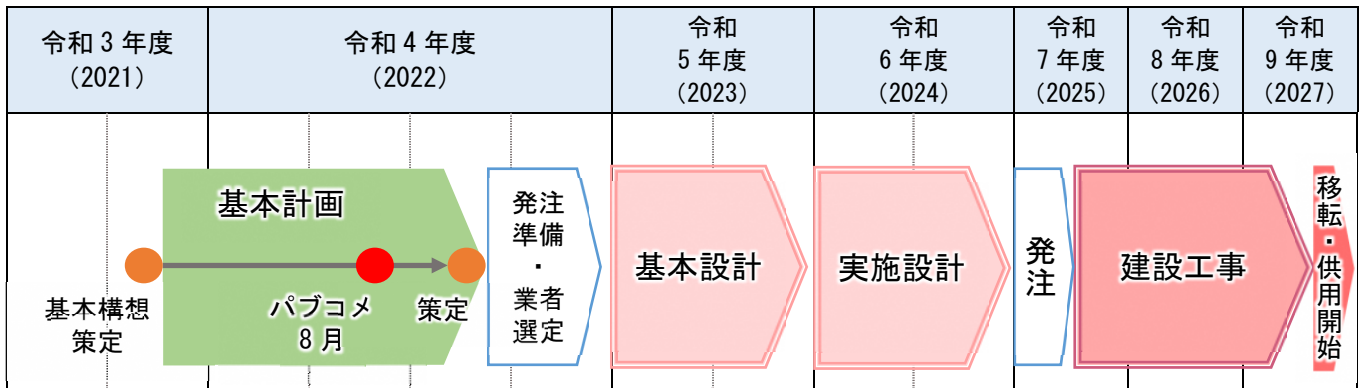 令和3年度
（2021）
令和4年度
（2022）
令和
5年度
（2023）
令和
6年度
（2024）
令和
7年度
（2025）
令和
8年度
（2026）
令和
9年度
（2027）
基本構想
策定
基本計画
パブコメ
8月
策定
発注
準備
・
業者
選定
基本設計
実施設計
発注
建設工事
移転・供用開始